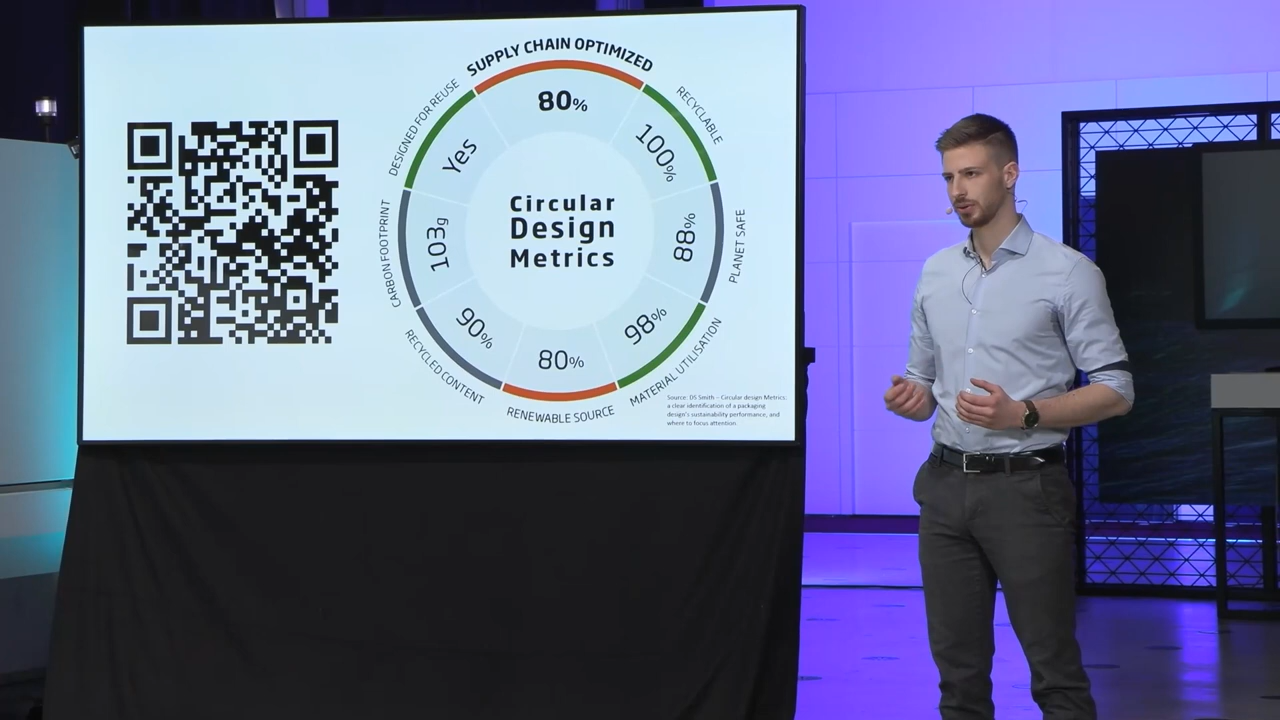 SUPPLY CHAIN OPTIMIZED
80%
RECYCLABLE
100%
PLANET SAFE
88%
MATERIAL UTILISATION
98%
RENEWABLE SOURCE
80%
RECYCLED CONTENT
90%
CARBON FOOTPRINT
103g
DESIGNED FOR REUSE
Yes
Circular
Design
Metrics
Source: DS Smith – Circular design Metrics:
a clear identification of a packaging
design's sustainability performance, and
where to focus attention.